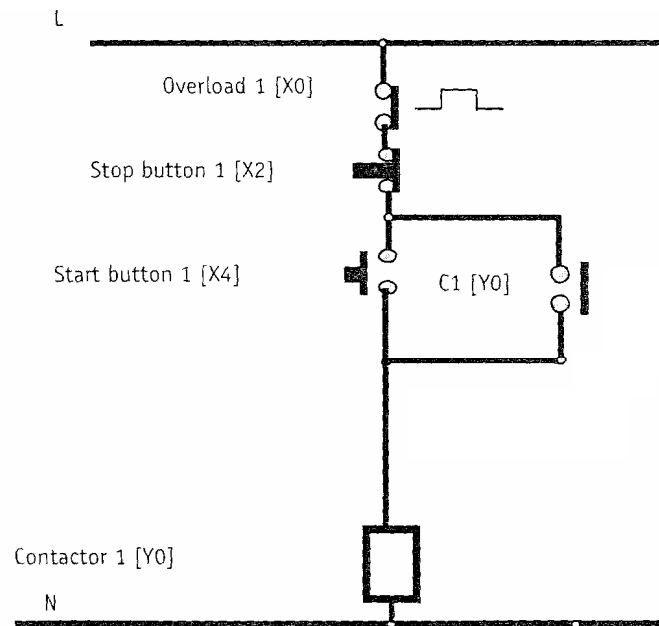 L
Overload 1 [X0]
Stop button 1 [X2]
Start button 1 [X4]
C1 [Y0]
Contactor 1 [Y0]
N